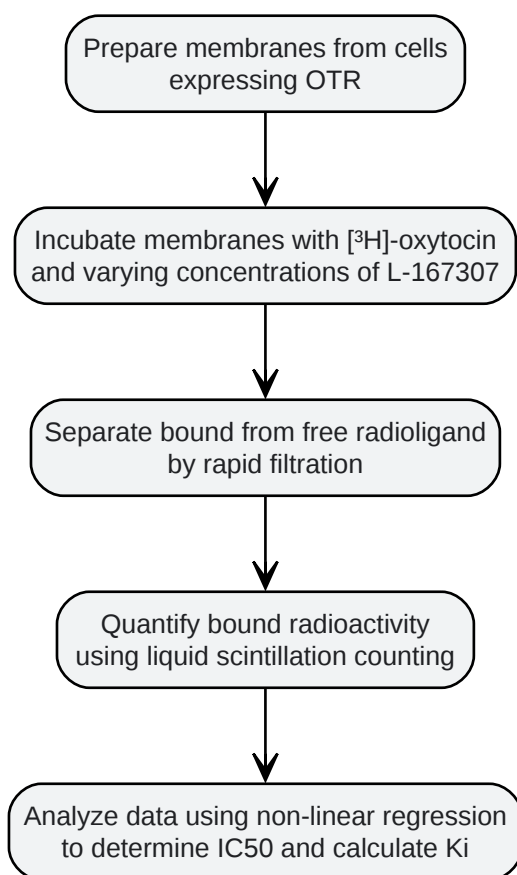 Prepare membranes from cells
expressing OTR
Incubate membranes with [³H]-oxytocin
and varying concentrations of L-167307
Separate bound from free radioligand
by rapid filtration
Quantify bound radioactivity
using liquid scintillation counting
Analyze data using non-linear regression
to determine IC50 and calculate Ki